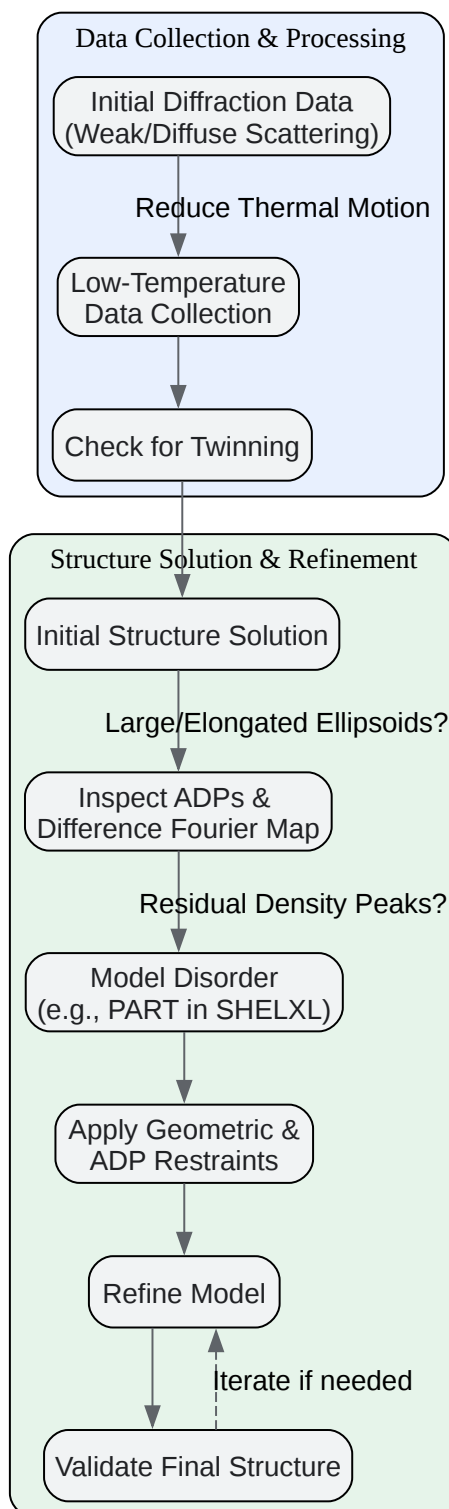 Data Collection & Processing
Initial Diffraction Data
(Weak/Diffuse Scattering)
Reduce Thermal Motion
Low-Temperature
Data Collection
Check for Twinning
Structure Solution & Refinement
Initial Structure Solution
Large/Elongated Ellipsoids?
Inspect ADPs &
Difference Fourier Map
Residual Density Peaks?
Model Disorder
(e.g., PART in SHELXL)
Apply Geometric &
ADP Restraints
Refine Model
Iterate if needed
Validate Final Structure